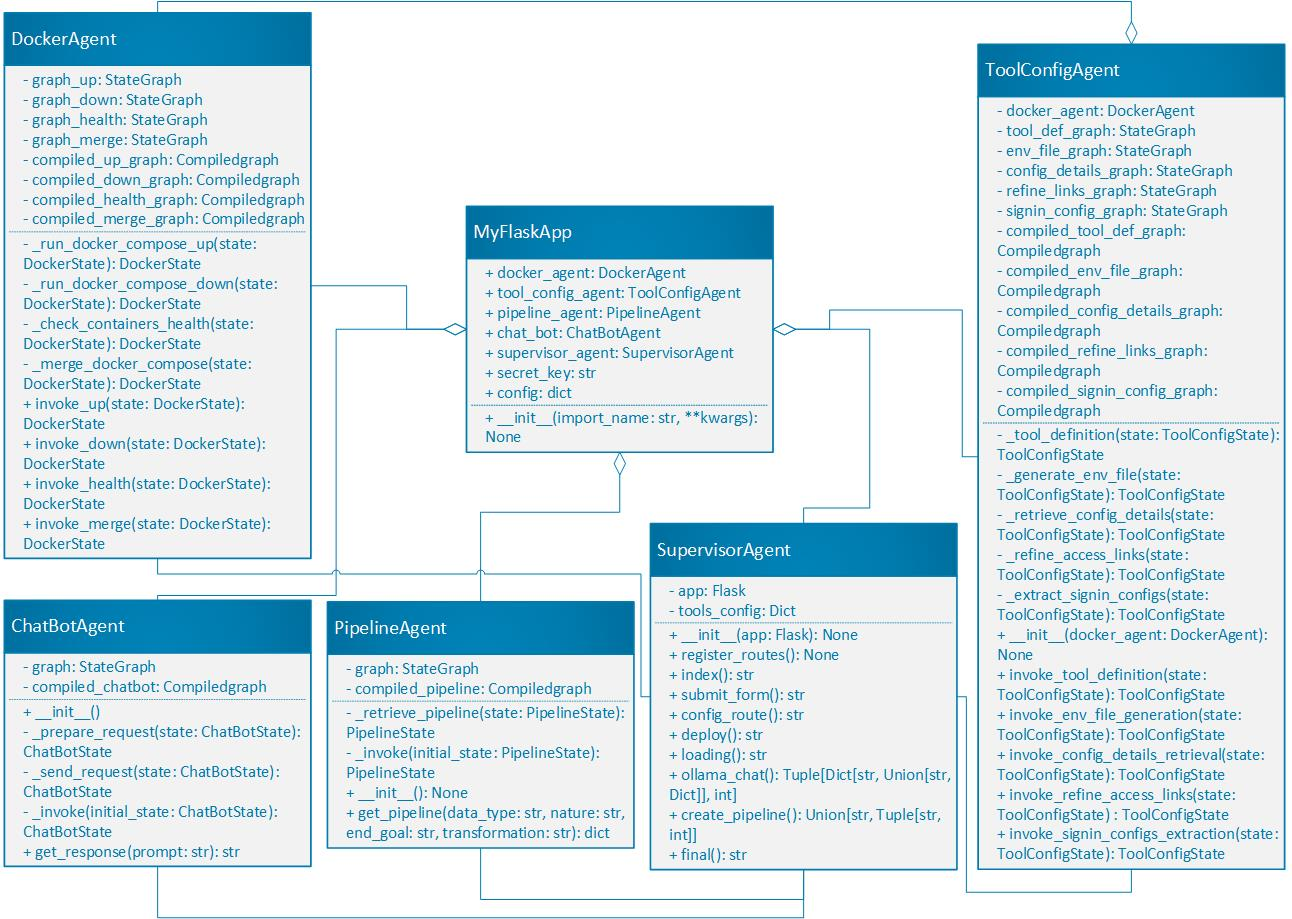 DockerAgent
- graph_up: StateGraph
- graph_down: StateGraph
- graph_health: StateGraph
- graph_merge: StateGraph
- compiled_up_graph: Compiledgraph
- compiled_down_graph: Compiledgraph
- compiled_health_graph: Compiledgraph
- compiled_merge_graph: Compiledgraph
- _run_docker_compose_up(state:
DockerState): DockerState
- _run_docker_compose_down(state:
DockerState): DockerState
- _check_containers_health(state:
DockerState): DockerState
- _merge_docker_compose(state:
DockerState): DockerState
+ invoke_up(state: DockerState):
DockerState
+ invoke_down(state: DockerState):
DockerState
+ invoke_health(state: DockerState):
DockerState
+ invoke_merge(state: DockerState):
DockerState
MyFlaskApp
+ docker_agent: DockerAgent
+ tool_config_agent: ToolConfigAgent
+ pipeline_agent: PipelineAgent
+ chat_bot: ChatBotAgent
+ supervisor_agent: SupervisorAgent
+ secret_key: str
+ config: dict
+ __init__(import_name: str, **kwargs):
None
ToolConfigAgent
- docker_agent: DockerAgent
- tool_def_graph: StateGraph
- env_file_graph: StateGraph
- config_details_graph: StateGraph
- refine_links_graph: StateGraph
- signin_config_graph: StateGraph
- compiled_tool_def_graph:
Compiledgraph
- compiled_env_file_graph:
Compiledgraph
- compiled_config_details_graph:
Compiledgraph
- compiled_refine_links_graph:
Compiledgraph
- compiled_signin_config_graph:
Compiledgraph
- _tool_definition(state: ToolConfigState):
ToolConfigState
- _generate_env_file(state:
ToolConfigState): ToolConfigState
- _retrieve_config_details(state:
ToolConfigState): ToolConfigState
- _refine_access_links(state:
ToolConfigState): ToolConfigState
- _extract_signin_configs(state:
ToolConfigState): ToolConfigState
+ __init__(docker_agent: DockerAgent):
None
+ invoke_tool_definition(state:
ToolConfigState): ToolConfigState
+ invoke_env_file_generation(state:
ToolConfigState): ToolConfigState
+ invoke_config_details_retrieval(state:
ToolConfigState): ToolConfigState
+ invoke_refine_access_links(state:
ToolConfigState) : ToolConfigState
+ invoke_signin_configs_extraction(state:
ToolConfigState): ToolConfigState
ChatBotAgent
- graph: StateGraph
- compiled_chatbot: Compiledgraph
+ __init__()
- _prepare_request(state: ChatBotState):
ChatBotState
- _send_request(state: ChatBotState):
ChatBotState
- _invoke(initial_state: ChatBotState):
ChatBotState
+ get_response(prompt: str): str
PipelineAgent
- graph: StateGraph
- compiled_pipeline: Compiledgraph
- _retrieve_pipeline(state: PipelineState):
PipelineState
- _invoke(initial_state: PipelineState):
PipelineState
+ __init__(): None
+ get_pipeline(data_type: str, nature: str,
end_goal: str, transformation: str): dict
SupervisorAgent
- app: Flask
- tools_config: Dict
+ __init__(app: Flask): None
+ register_routes(): None
+ index(): str
+ submit_form(): str
+ config_route(): str
+ deploy(): str
+ loading(): str
+ ollama_chat(): Tuple[Dict[str, Union[str,
Dict]], int]
+ create_pipeline(): Union[str, Tuple[str,
int]]
+ final(): str